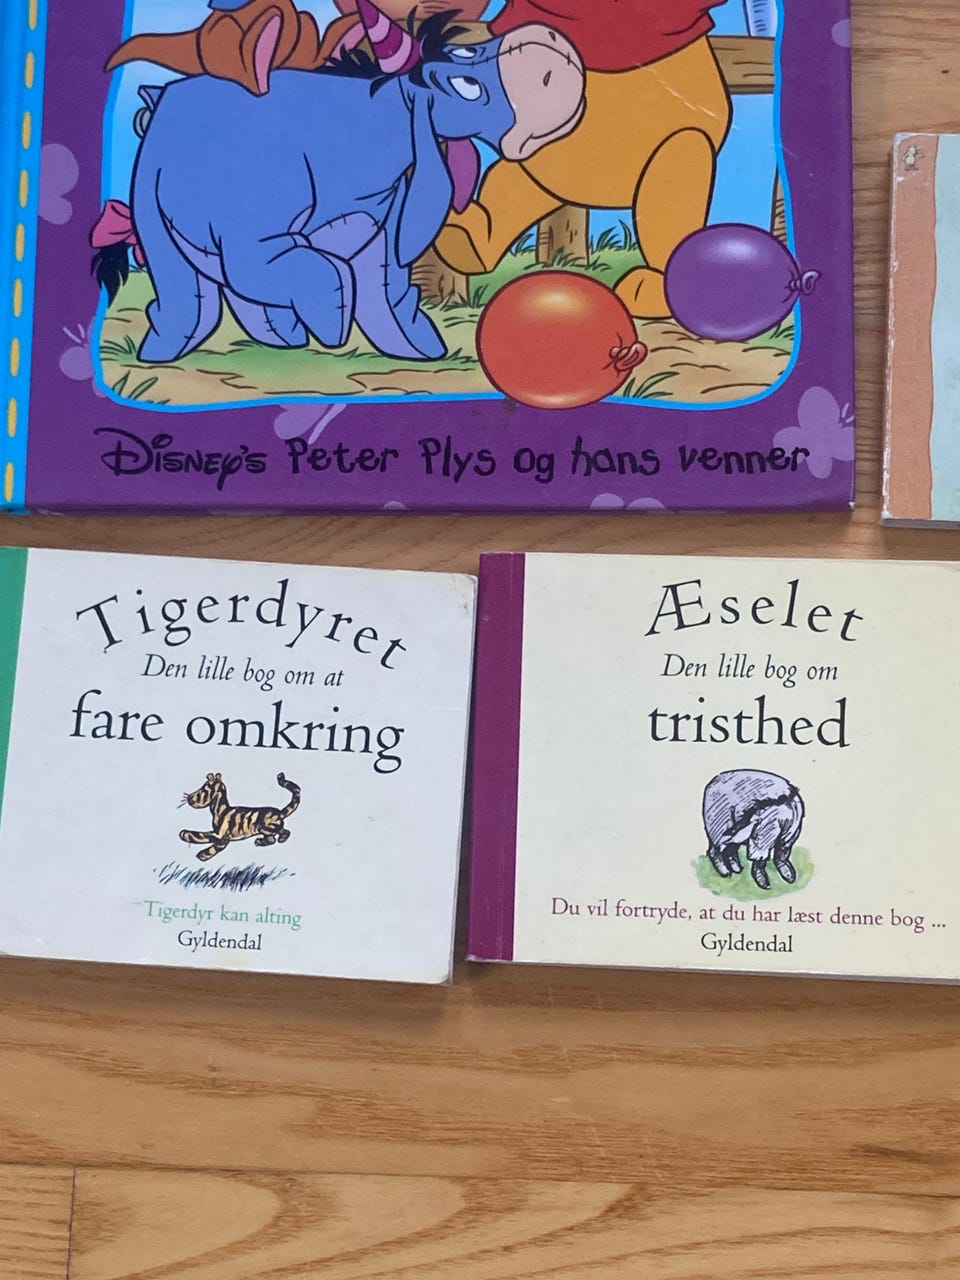 Disney's Peter Plys og hans venner
Tigerdyret
Den lille bog om at
fare omkring
Tigerdyr kan alting
Gyldendal
Æselet
Den lille bog om
tristhed
Du vil fortryde, at du har læst denne bog ...
Gyldendal